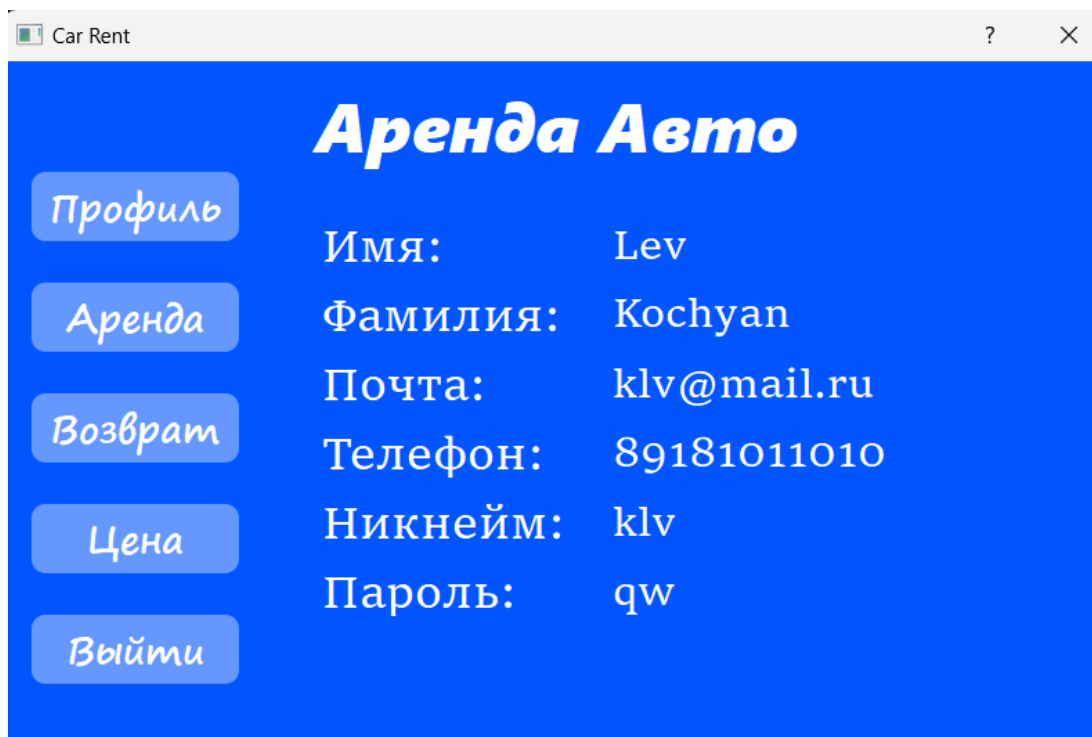 Car Rent ?
Аренда Авто
Профиль
Аренда
Возврат
Цена
Выйти
Имя: Lev
Фамилия: Kochyan
Почта: klv@mail.ru
Телефон: 89181011010
Никнейм: klv
Пароль: qw